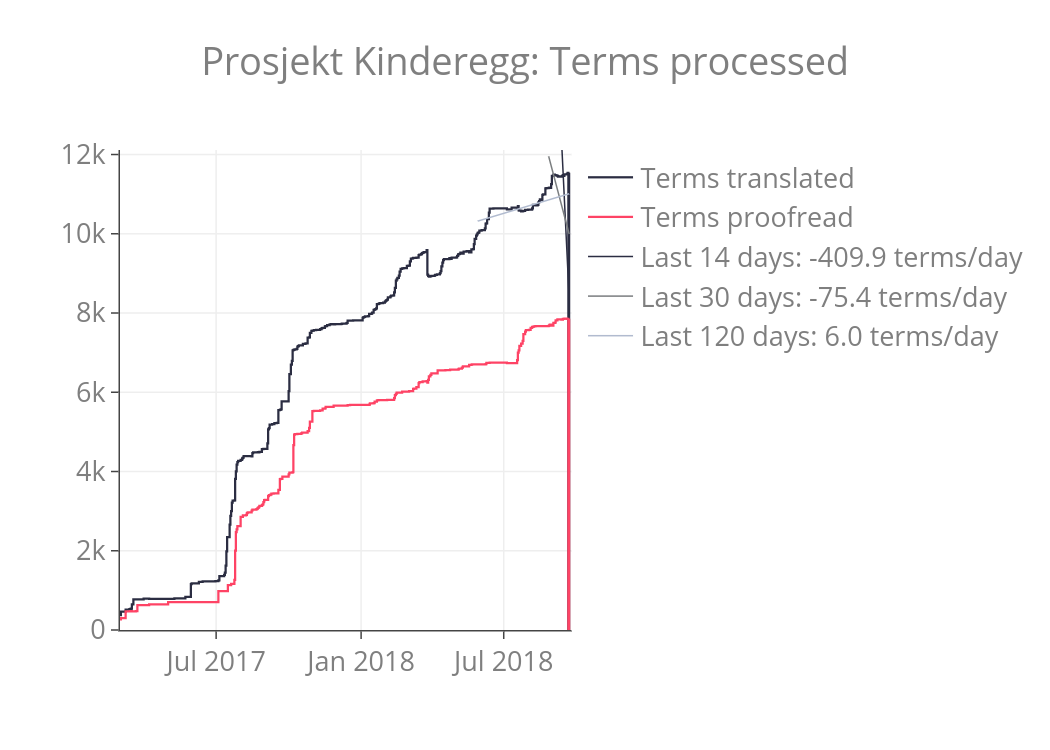 Prosjekt Kinderegg: Terms processed
12k
10k
8k
6k
4k
2k
0
Jul 2017
Jan 2018
Jul 2018
Terms translated
Terms proofread
Last 14 days: -409.9 terms/day
Last 30 days: -75.4 terms/day
Last 120 days: 6.0 terms/day